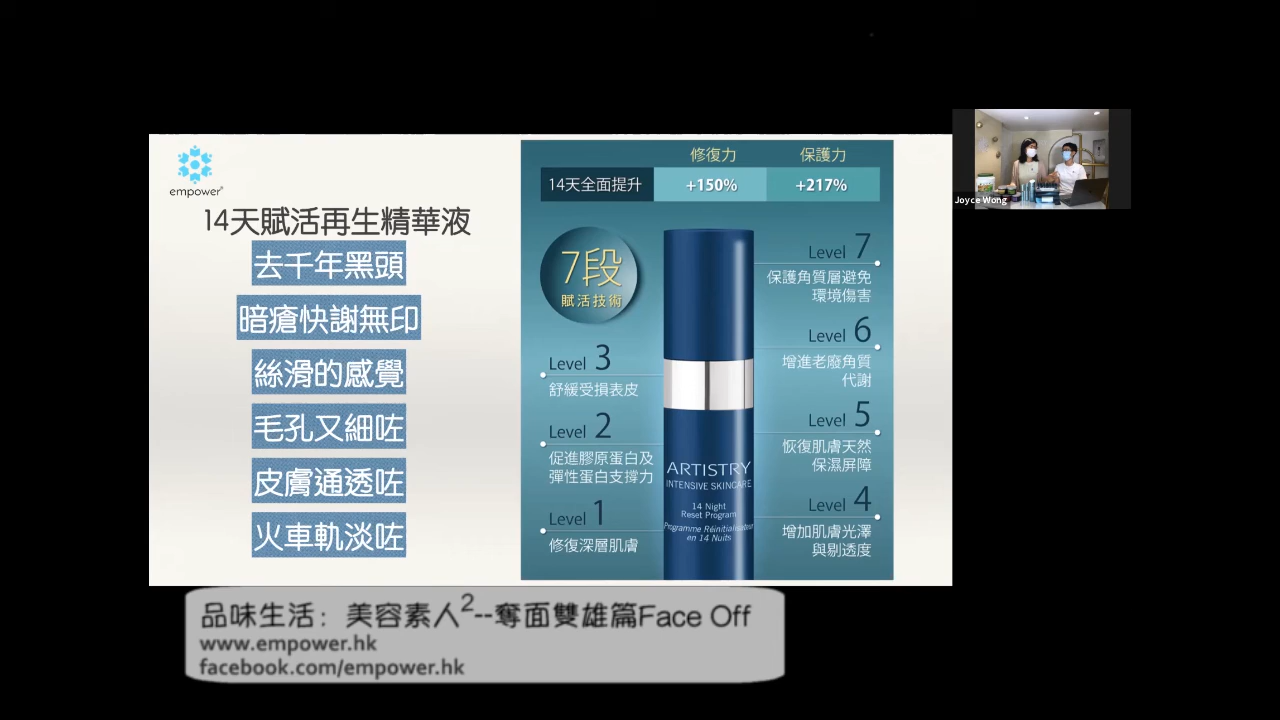 empower
14天賦活再生精華液
去千年黑頭
暗瘡快謝無印
絲滑的感覺
毛孔又細咗
皮膚通透咗
火車軌淡咗
修復力 保護力
14天全面提升 +150% +217%
7段
賦活技術
Level 3
舒緩受損表皮
Level 2
促進膠原蛋白及
彈性蛋白支撐力
Level 1
修復深層肌膚
ARTISTRY
INTENSIVE SKINCARE
14 Night
Reset Program
Programme Réinitialisateur
en 14 Nuits
Level 7
保護角質層避免
環境傷害
Level 6
增進老廢角質
代謝
Level 5
恢復肌膚天然
保濕屏障
Level 4
增加肌膚光澤
與剔透度
Joyce Wong
品味生活：美容素人2--奪面雙雄篇Face Off
www.empower.hk
facebook.com/empower.hk